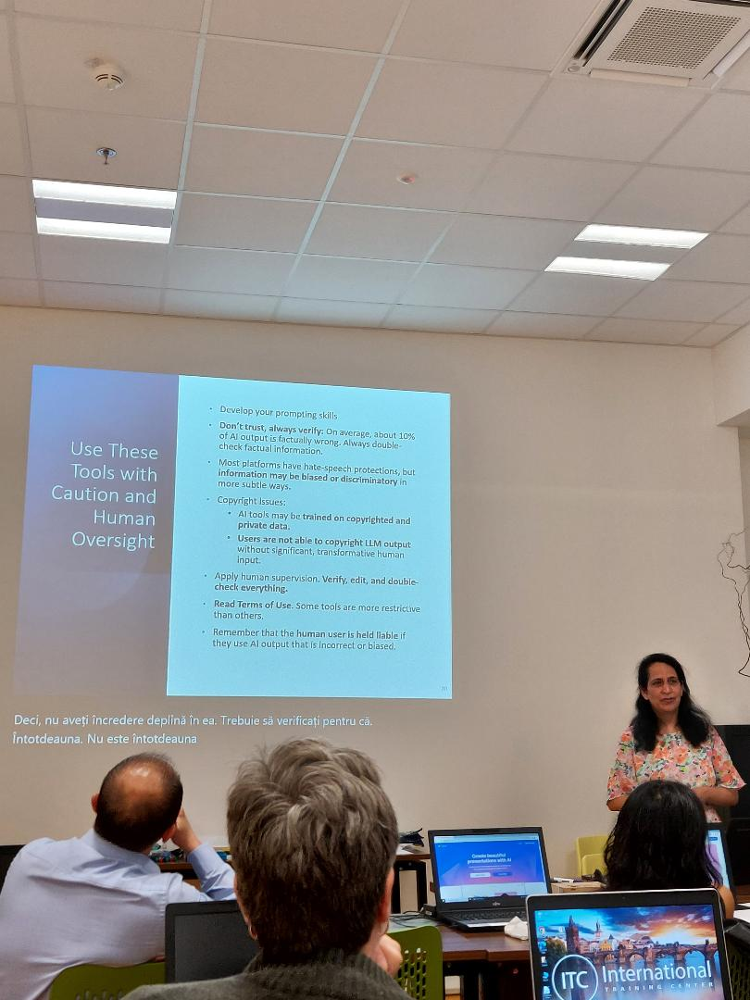 Use These
Tools with
Caution and
Human
Oversight
• Develop your prompting skills
• Don't trust, always verify: On average, about 10%
of AI output is factually wrong. Always double-
check factual information.
• Most platforms have hate-speech protections, but
information may be biased or discriminatory in
more subtle ways.
• Copyright Issues:
• AI tools may be trained on copyrighted and
private data.
• Users are not able to copyright LLM output
without significant, transformative human
input.
• Apply human supervision. Verify, edit, and double-
check everything.
• Read Terms of Use. Some tools are more restrictive
than others.
• Remember that the human user is held liable if
they use AI output that is incorrect or biased.
Deci, nu aveți încredere deplină în ea. Trebuie să verificați pentru că.
Întotdeauna. Nu este întotdeauna
Create beautiful
presentations with AI
FUJITSU
ITC International
TRAINING CENTER